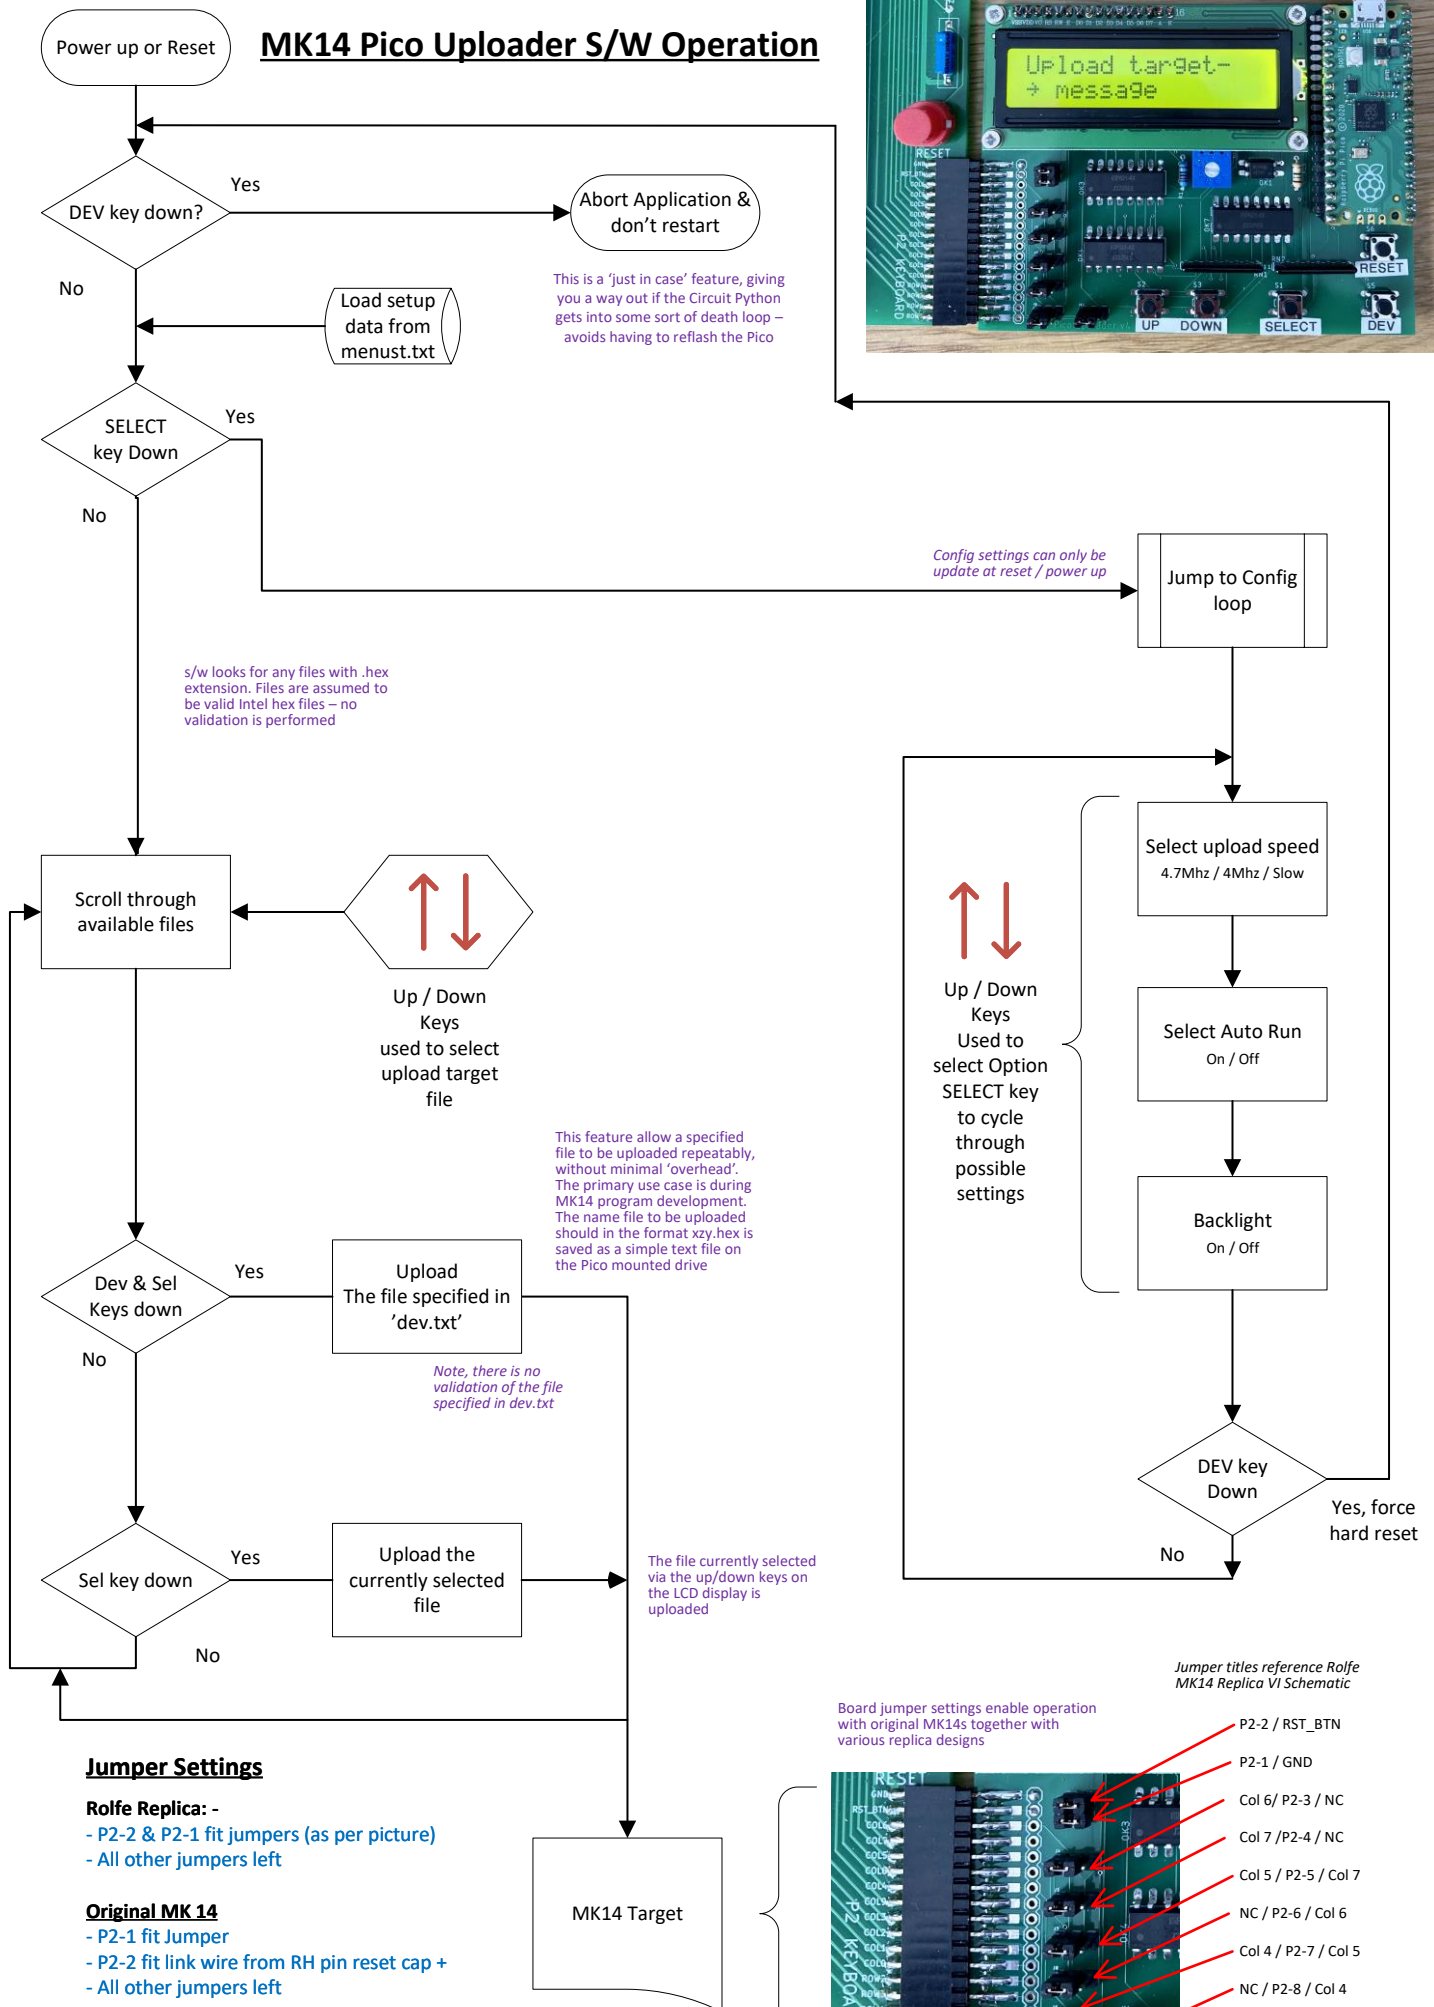 Power up or Reset
MK14 Pico Uploader S/W Operation
Upload target-
→ message
RESET
P2 KEYBOARD
RESET
UP
DOWN
SELECT
DEV
DEV key down?
Yes
No
Abort Application &
don't restart
This is a 'just in case' feature, giving
you a way out if the Circuit Python
gets into some sort of death loop –
avoids having to reflash the Pico
Load setup
data from
menust.txt
SELECT
key Down
Yes
No
Config settings can only be
update at reset / power up
Jump to Config
loop
s/w looks for any files with .hex
extension. Files are assumed to
be valid Intel hex files – no
validation is performed
Select upload speed
4.7Mhz / 4Mhz / Slow
Scroll through
available files
Up / Down
Keys
used to select
upload target
file
Up / Down
Keys
Used to
select Option
SELECT key
to cycle
through
possible
settings
Select Auto Run
On / Off
Backlight
On / Off
This feature allow a specified
file to be uploaded repeatably,
without minimal 'overhead'.
The primary use case is during
MK14 program development.
The name file to be uploaded
should in the format xzy.hex is
saved as a simple text file on
the Pico mounted drive
Dev & Sel
Keys down
Yes
No
Upload
The file specified in
'dev.txt'
Note, there is no
validation of the file
specified in dev.txt
DEV key
Down
Yes, force
hard reset
No
Sel key down
Yes
No
Upload the
currently selected
file
The file currently selected
via the up/down keys on
the LCD display is
uploaded
Jumper titles reference Rolfe
MK14 Replica VI Schematic
Board jumper settings enable operation
with original MK14s together with
various replica designs
P2-2 / RST_BTN
P2-1 / GND
Col 6/ P2-3 / NC
Col 7 /P2-4 / NC
Col 5 / P2-5 / Col 7
NC / P2-6 / Col 6
Col 4 / P2-7 / Col 5
NC / P2-8 / Col 4
RESET
GND
RST_BTN
P2 KEYBOA
Jumper Settings
Rolfe Replica: -
- P2-2 & P2-1 fit jumpers (as per picture)
- All other jumpers left
Original MK 14
- P2-1 fit Jumper
- P2-2 fit link wire from RH pin reset cap +
- All other jumpers left
MK14 Target